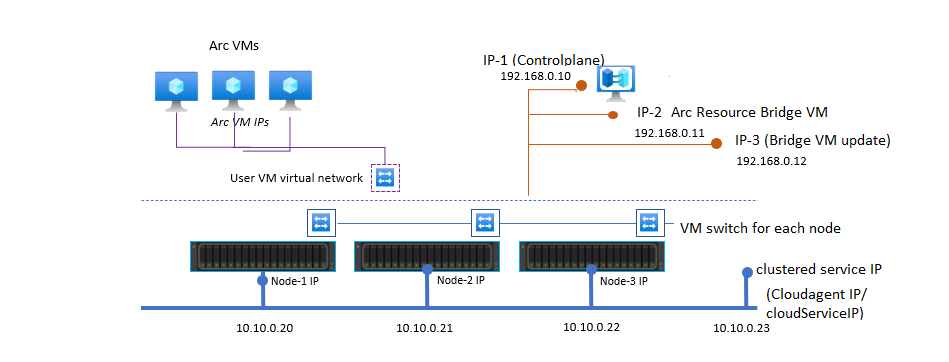 Arc VMs
IP-1 (Controlplane)
192.168.0.10
IP-2 Arc Resource Bridge VM
192.168.0.11
Arc VM IPs
IP-3 (Bridge VM update)
192.168.0.12
User VM virtual network
VM switch for each node
Node-1 IP
Node-2 IP
Node-3 IP
clustered service IP
(Cloudagent IP/
cloudServiceIP)
10.10.0.20
10.10.0.21
10.10.0.22
10.10.0.23